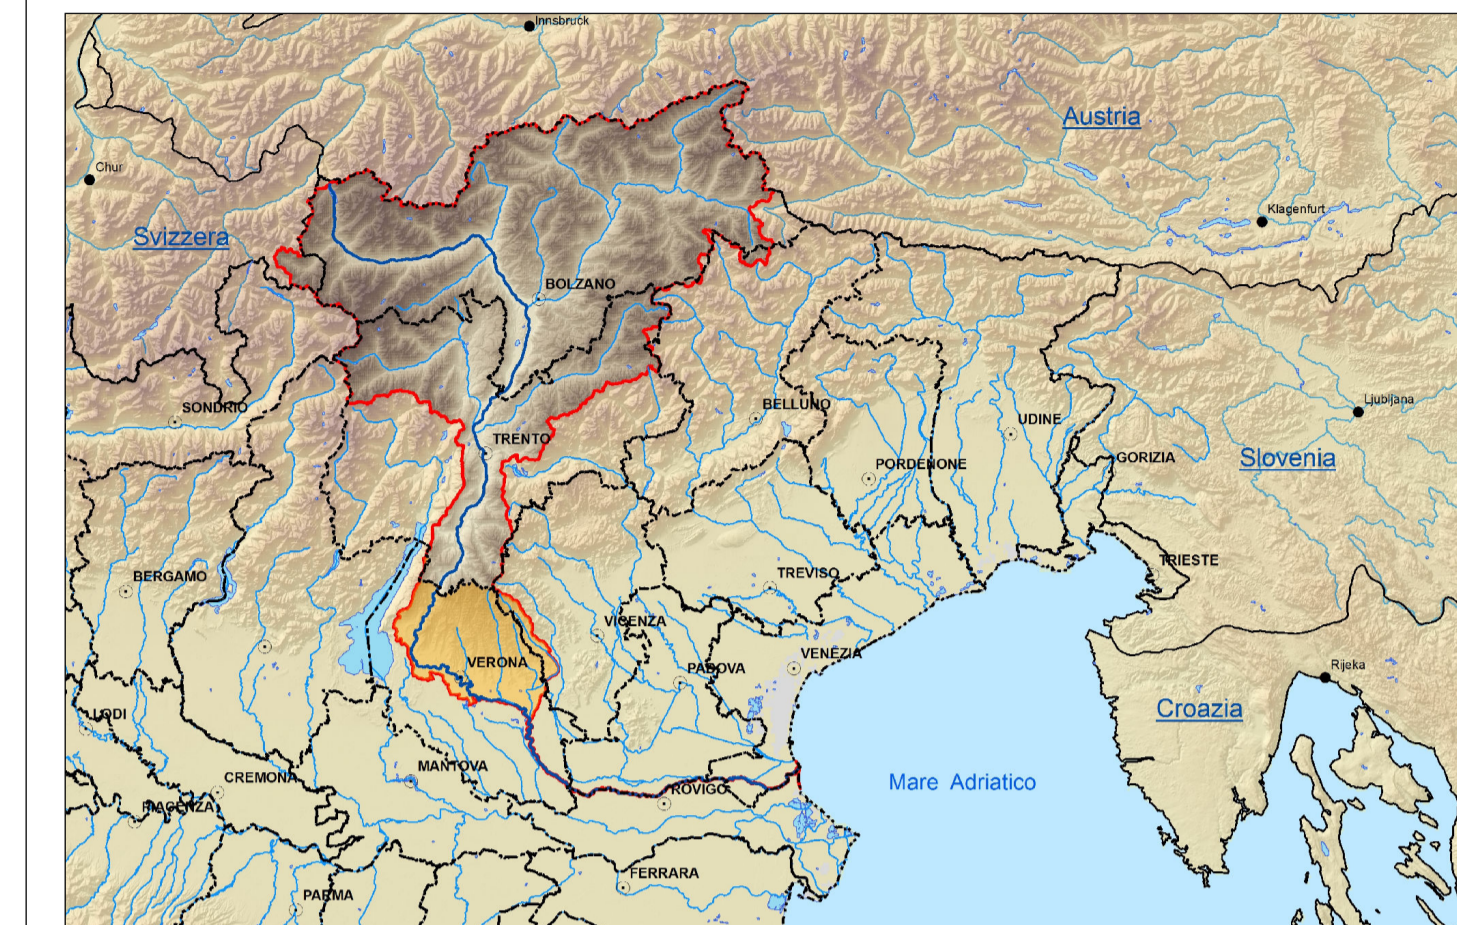 Innsbruck
Austria
Chur
Klagenfurt
Svizzera
BOLZANO
Ljubljana
SONDRIO
BELLUNO
UDINE
TRENTO
GORIZIA
Slovenia
PORDENONE
TRIESTE
BERGAMO
TREVISO
VICENZA
VENEZIA
VERONA
PADOVA
Rijeka
Croazia
LODI
MANTOVA
CREMONA
Mare Adriatico
ROVIGO
PIACENZA
FERRARA
PARMA